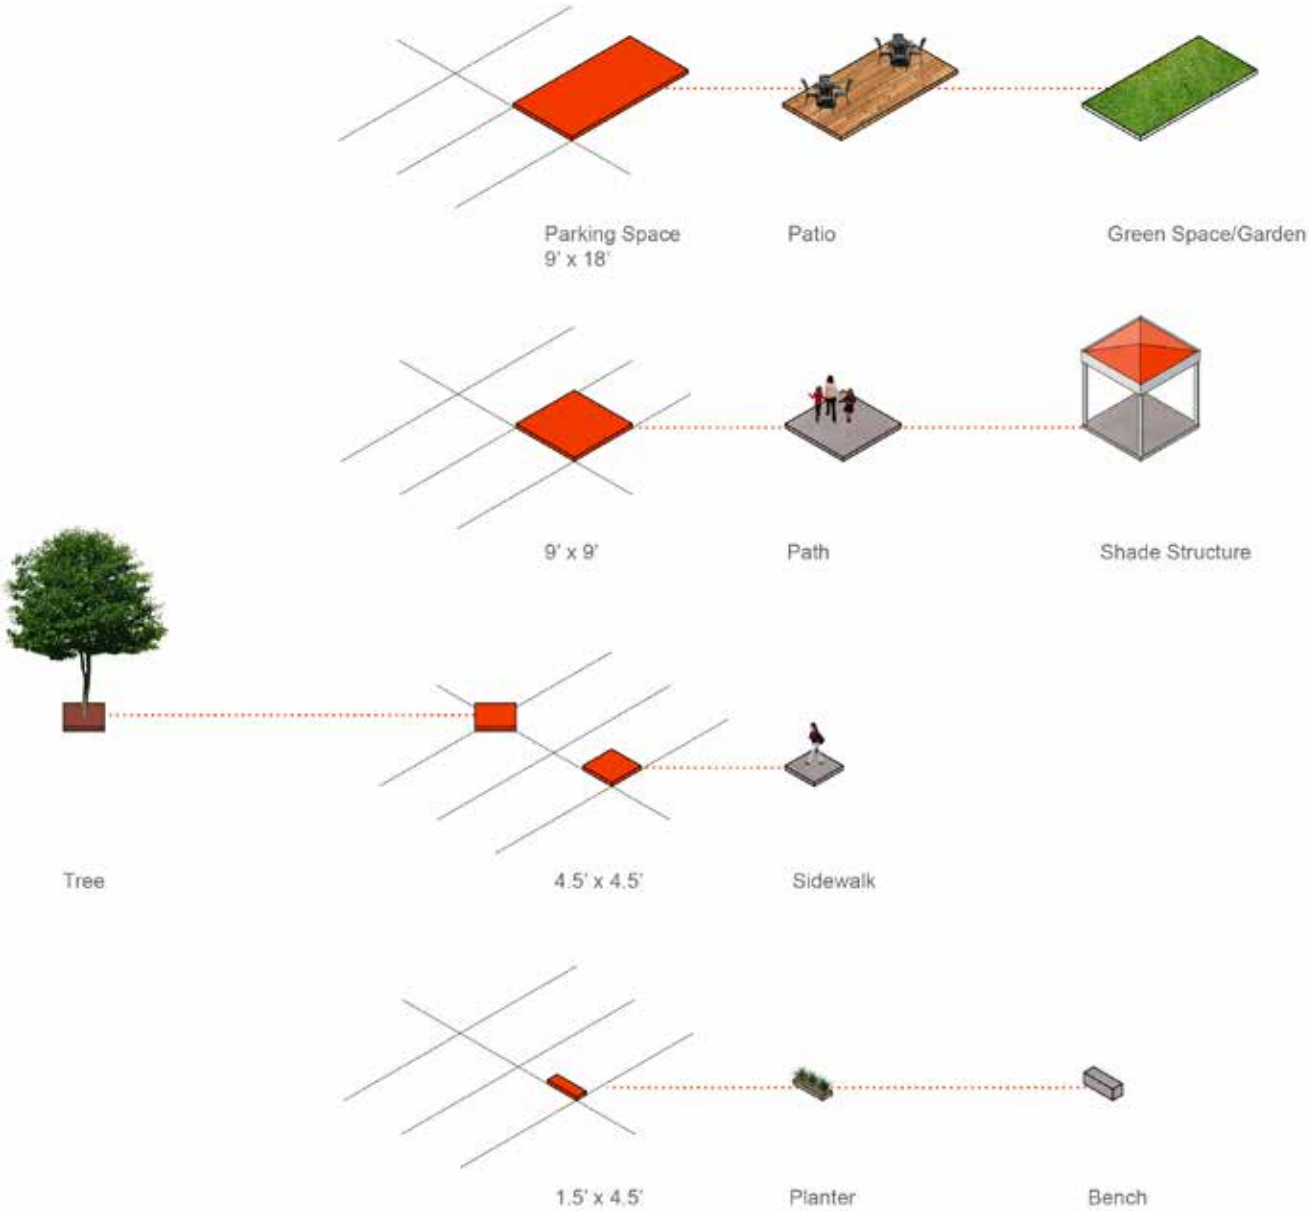 Parking Space
9' x 18'
Patio
Green Space/Garden
9' x 9'
Path
Shade Structure
Tree
4.5' x 4.5'
Sidewalk
1.5' x 4.5'
Planter
Bench